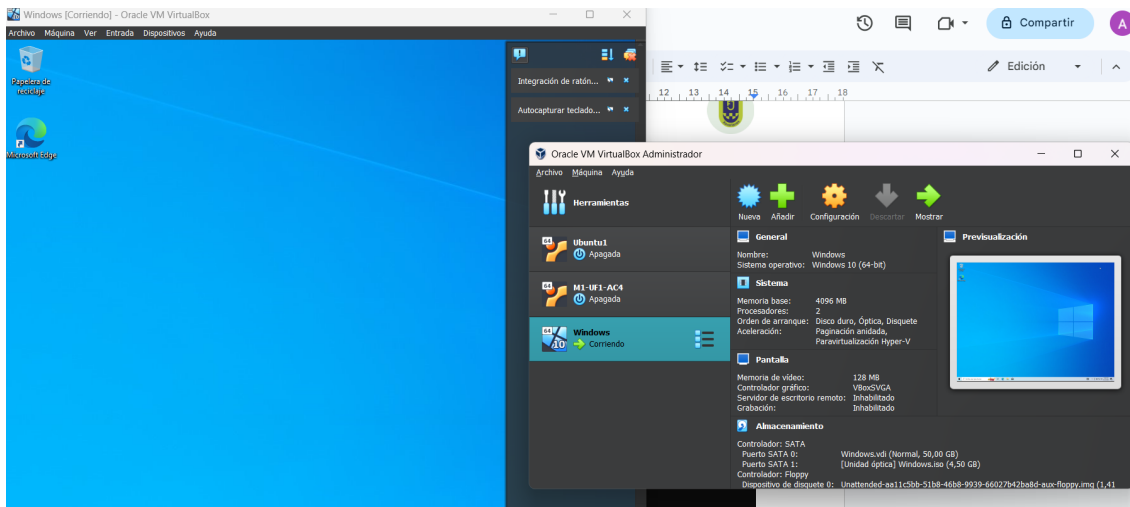 Windows [Corriendo] - Oracle VM VirtualBox
Archivo Máquina Ver Entrada Dispositivos Ayuda
Papelera de
reciclaje
Microsoft Edge
Integración de ratón...
Autocapturar teclado...
Compartir
A
Edición
12 13 14 15 16 17 18
Oracle VM VirtualBox Administrador
Archivo Máquina Ayuda
Herramientas
64
Ubuntu1
Apagada
64
M1-UF1-AC4
Apagada
64
10
Windows
Corriendo
Nueva Añadir Configuración Descartar Mostrar
General
Nombre: Windows
Sistema operativo: Windows 10 (64-bit)
Sistema
Memoria base: 4096 MB
Procesadores: 2
Orden de arranque: Disco duro, Óptica, Disquete
Aceleración: Paginación anidada,
Paravirtualización Hyper-V
Pantalla
Memoria de vídeo: 128 MB
Controlador gráfico: VBoxSVGA
Servidor de escritorio remoto: Inhabilitado
Grabación: Inhabilitado
Almacenamiento
Controlador: SATA
Puerto SATA 0: Windows.vdi (Normal, 50,00 GB)
Puerto SATA 1: [Unidad óptica] Windows.iso (4,50 GB)
Controlador: Floppy
Dispositivo de disquete 0: Unattended-aa11c5bb-51b8-46b8-9939-66027b42ba8d-aux-floppy.img (1,41
Previsualización